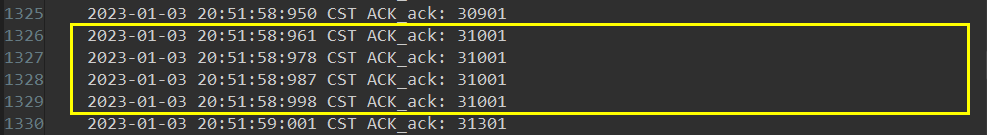 1325 2023-01-03 20:51:58:950 CST ACK_ack: 30901
1326 2023-01-03 20:51:58:961 CST ACK_ack: 31001
1327 2023-01-03 20:51:58:978 CST ACK_ack: 31001
1328 2023-01-03 20:51:58:987 CST ACK_ack: 31001
1329 2023-01-03 20:51:58:998 CST ACK_ack: 31001
1330 2023-01-03 20:51:59:001 CST ACK_ack: 31301